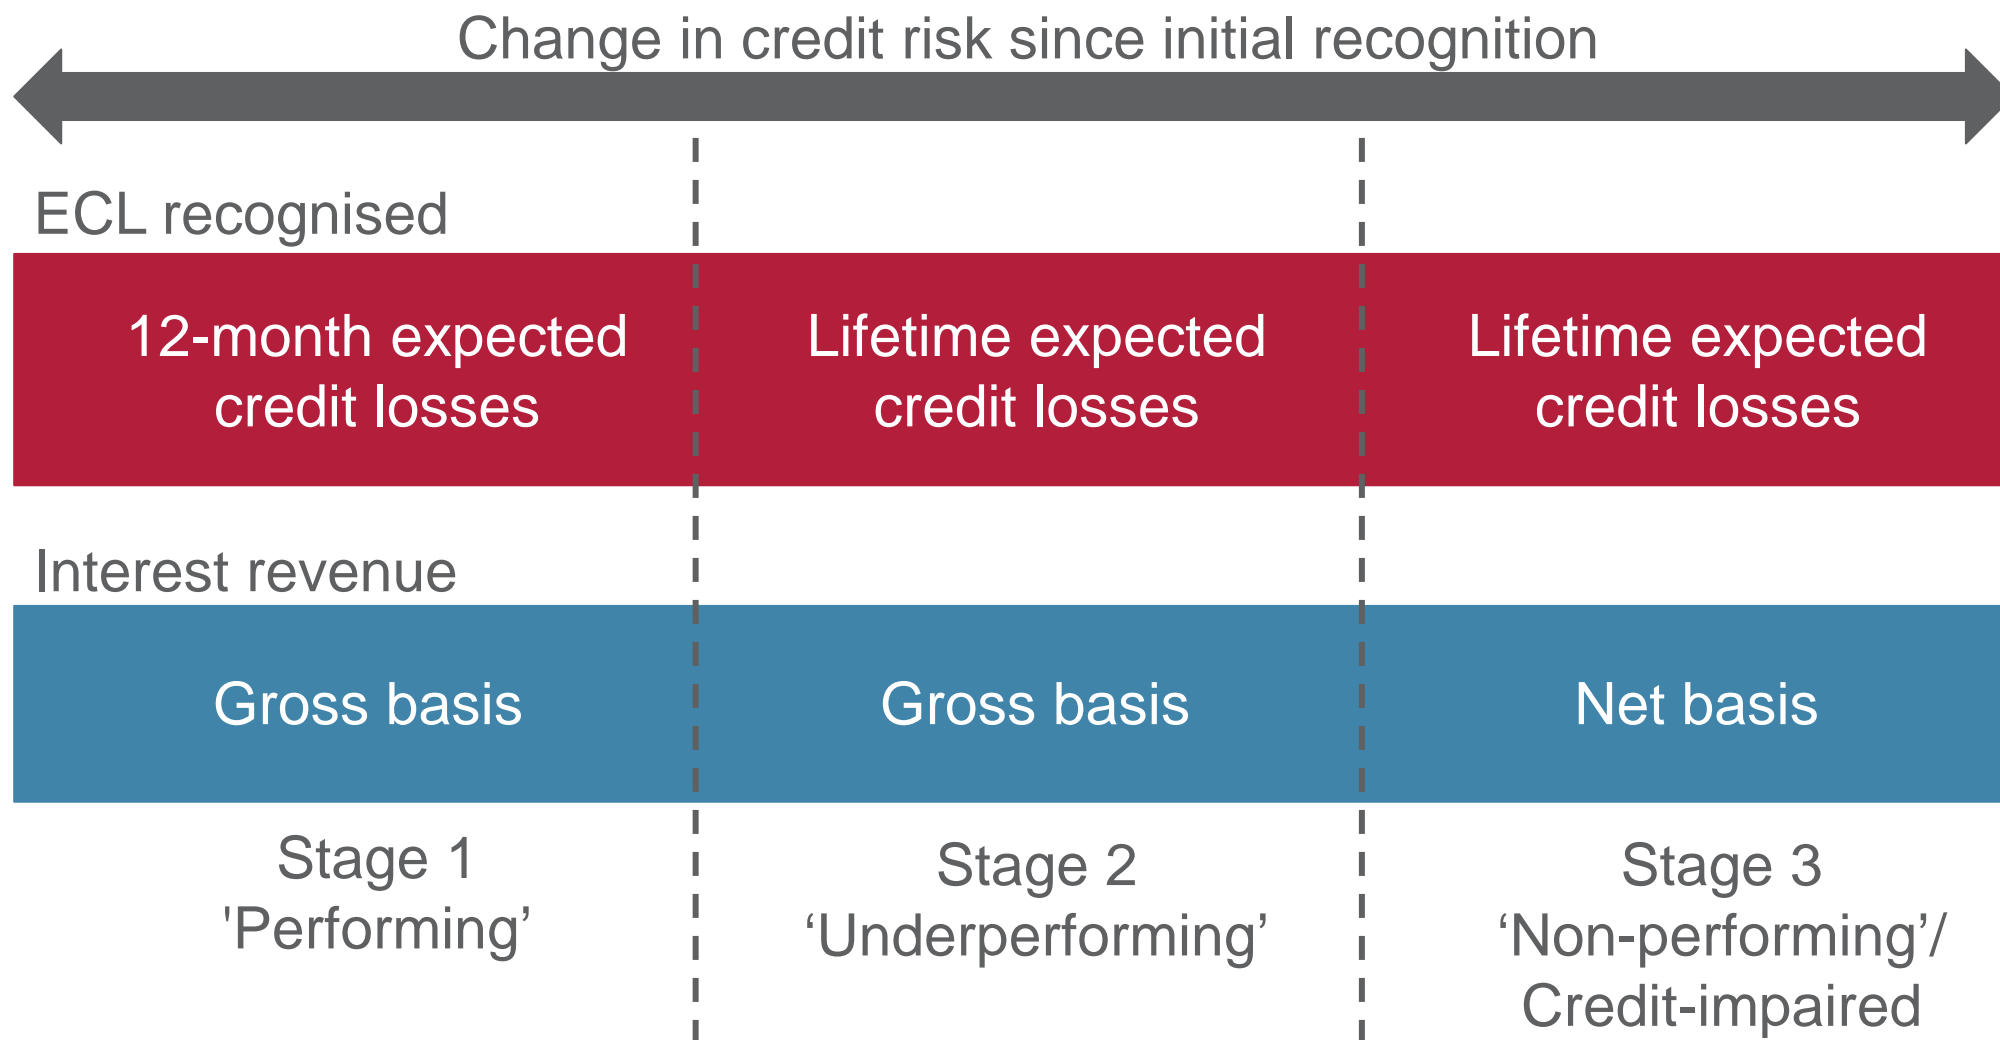 Change in credit risk since initial recognition
ECL recognised
12-month expected
credit losses
Lifetime expected
credit losses
Lifetime expected
credit losses
Interest revenue
Gross basis
Gross basis
Net basis
Stage 1
'Performing’
Stage 2
‘Underperforming’
Stage 3
‘Non-performing’/
Credit-impaired